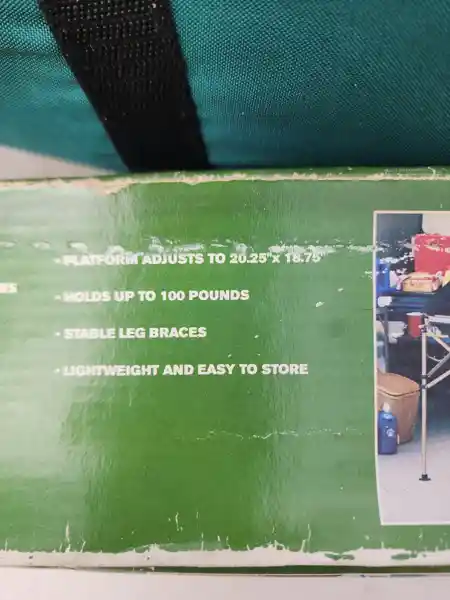 - PLATFORM ADJUSTS TO 20.25"x 18.75"
- HOLDS UP TO 100 POUNDS
- STABLE LEG BRACES
- LIGHTWEIGHT AND EASY TO STORE